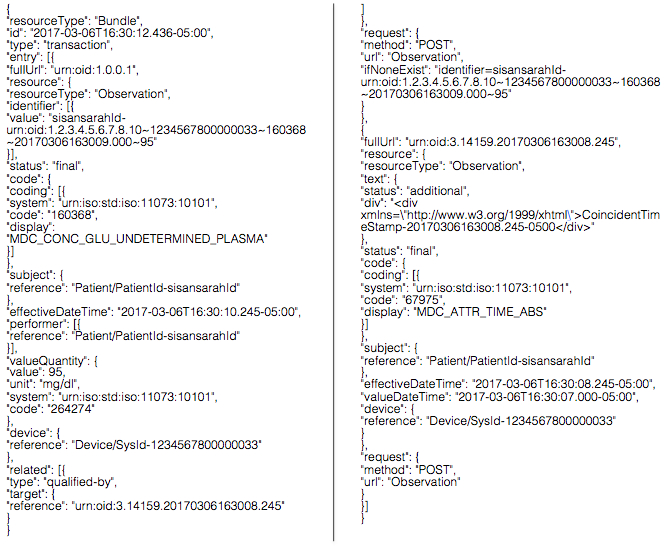 {
"resourceType": "Bundle",
"id": "2017-03-06T16:30:12.436-05:00",
"type": "transaction",
"entry": [{
"fullUrl": "urn:oid:1.0.0.1",
"resource": {
"resourceType": "Observation",
"identifier": [{
"value": "sisansarahId-
urn:oid:1.2.3.4.5.6.7.8.10~1234567800000033~160368
~20170306163009.000~95"
}],
"status": "final",
"code": {
"coding": [{
"system": "urn:iso:std:iso:11073:10101",
"code": "160368",
"display":
"MDC_CONC_GLU_UNDETERMINED_PLASMA"
}]
},
"subject": {
"reference": "Patient/PatientId-sisansarahId"
},
"effectiveDateTime": "2017-03-06T16:30:10.245-05:00",
"performer": [{
"reference": "Patient/PatientId-sisansarahId"
}],
"valueQuantity": {
"value": 95,
"unit": "mg/dl",
"system": "urn:iso:std:iso:11073:10101",
"code": "264274"
},
"device": {
"reference": "Device/SysId-1234567800000033"
},
"related": [{
"type": "qualified-by",
"target": {
"reference": "urn:oid:3.14159.20170306163008.245"
}
}
]
},
"request": {
"method": "POST",
"url": "Observation",
"ifNoneExist": "identifier=sisansarahId-
urn:oid:1.2.3.4.5.6.7.8.10~1234567800000033~160368
~20170306163009.000~95"
}
},
{
"fullUrl": "urn:oid:3.14159.20170306163008.245",
"resource": {
"resourceType": "Observation",
"text": {
"status": "additional",
"div": "<div
xmlns=\"http://www.w3.org/1999/xhtml\">CoincidentTim
eStamp-20170306163008.245-0500</div>"
},
"status": "final",
"code": {
"coding": [{
"system": "urn:iso:std:iso:11073:10101",
"code": "67975",
"display": "MDC_ATTR_TIME_ABS"
}]
},
"subject": {
"reference": "Patient/PatientId-sisansarahId"
},
"effectiveDateTime": "2017-03-06T16:30:08.245-05:00",
"valueDateTime": "2017-03-06T16:30:07.000-05:00",
"device": {
"reference": "Device/SysId-1234567800000033"
}
},
"request": {
"method": "POST",
"url": "Observation"
}
}]
}